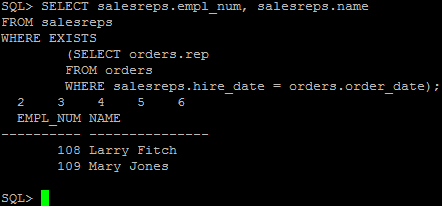 SQL> SELECT salesreps.empl_num, salesreps.name
FROM salesreps
WHERE EXISTS
        (SELECT orders.rep
        FROM orders
        WHERE salesreps.hire_date = orders.order_date);
  2    3    4    5    6
  EMPL_NUM NAME
---------- ---------------
       108 Larry Fitch
       109 Mary Jones
SQL>